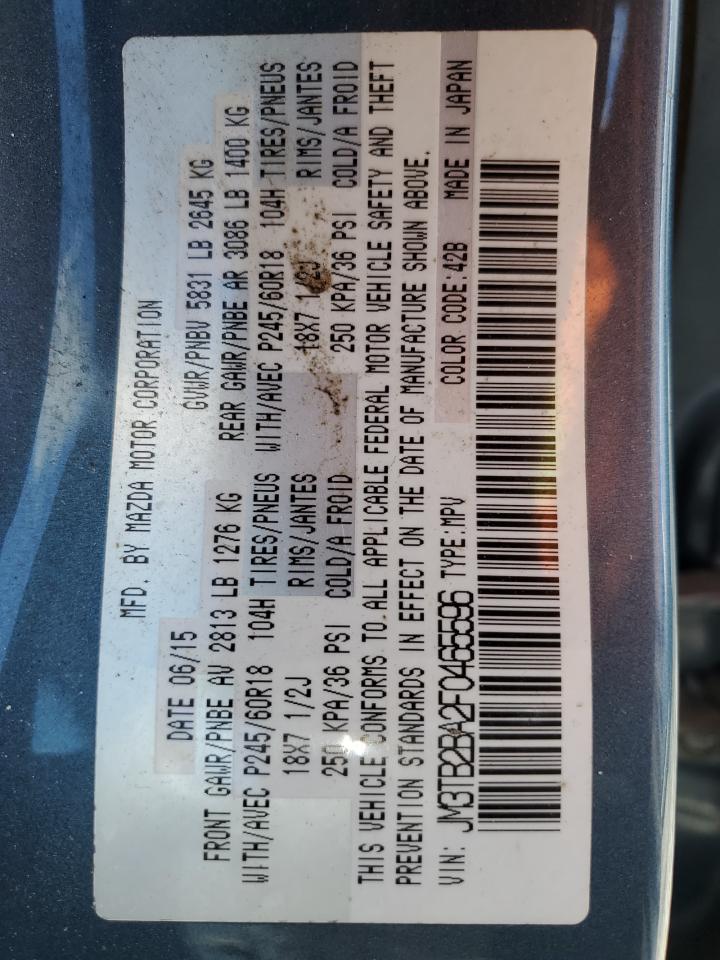 MFD. BY MAZDA MOTOR CORPORATION
DATE 06/15 GVWR/PNBV 5831 LB 2645 KG
FRONT GAWR/PNBE AV 2813 LB 1276 KG REAR GAWR/PNBE AR 3086 LB 1400 KG
WITH/AVEC P245/60R18 104H TIRES/PNEUS WITH/AVEC P245/60R18 104H TIRES/PNEUS
18X7 1/2J RIMS/JANTES 18X7 1/2J RIMS/JANTES
250 KPA/36 PSI COLD/A FROID 250 KPA/36 PSI COLD/A FROID
THIS VEHICLE CONFORMS TO ALL APPLICABLE FEDERAL MOTOR VEHICLE SAFETY AND THEFT
PREVENTION STANDARDS IN EFFECT ON THE DATE OF MANUFACTURE SHOWN ABOVE.
VIN: JM3TB2BA2F0465596 TYPE:MPV COLOR CODE:42B MADE IN JAPAN